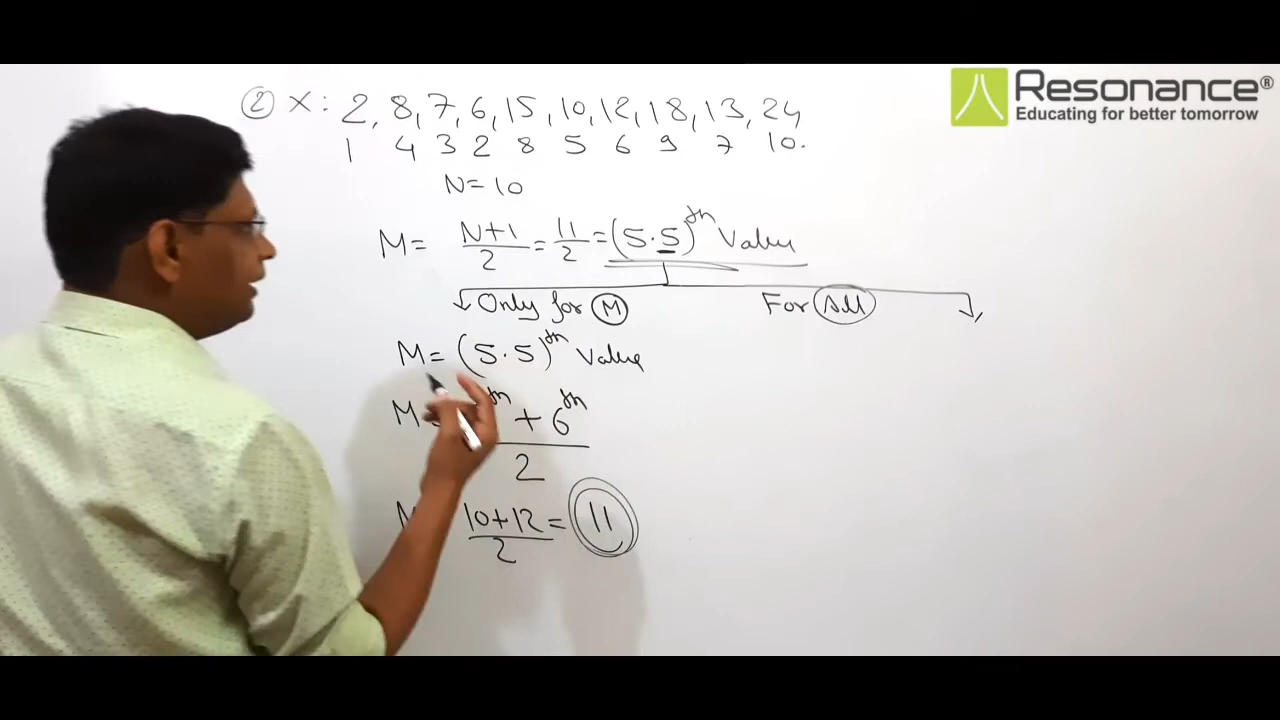 Resonance®
Educating for better tomorrow
② X: 2, 8, 7, 6, 15, 10, 12, 18, 13, 24
1 4 3 2 8 5 6 9 7 10.
N=10
M= N+1/2 = 11/2 = (5.5)th Value
Only for M For All
M= (5.5)th Value
M th + 6th
2
M 10+12/2 = 11